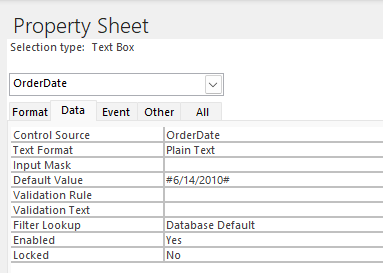 Property Sheet
Selection type: Text Box
OrderDate
Format Data Event Other All
Control Source OrderDate
Text Format Plain Text
Input Mask
Default Value #6/14/2010#
Validation Rule
Validation Text
Filter Lookup Database Default
Enabled Yes
Locked No